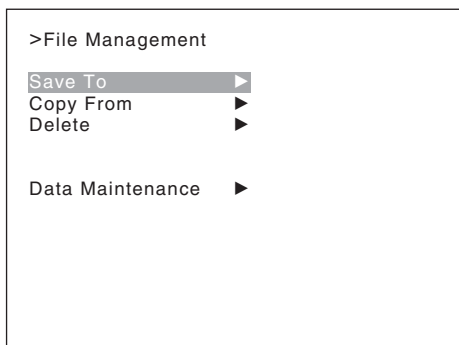 >File Management
Save To ▶
Copy From ▶
Delete ▶
Data Maintenance ▶